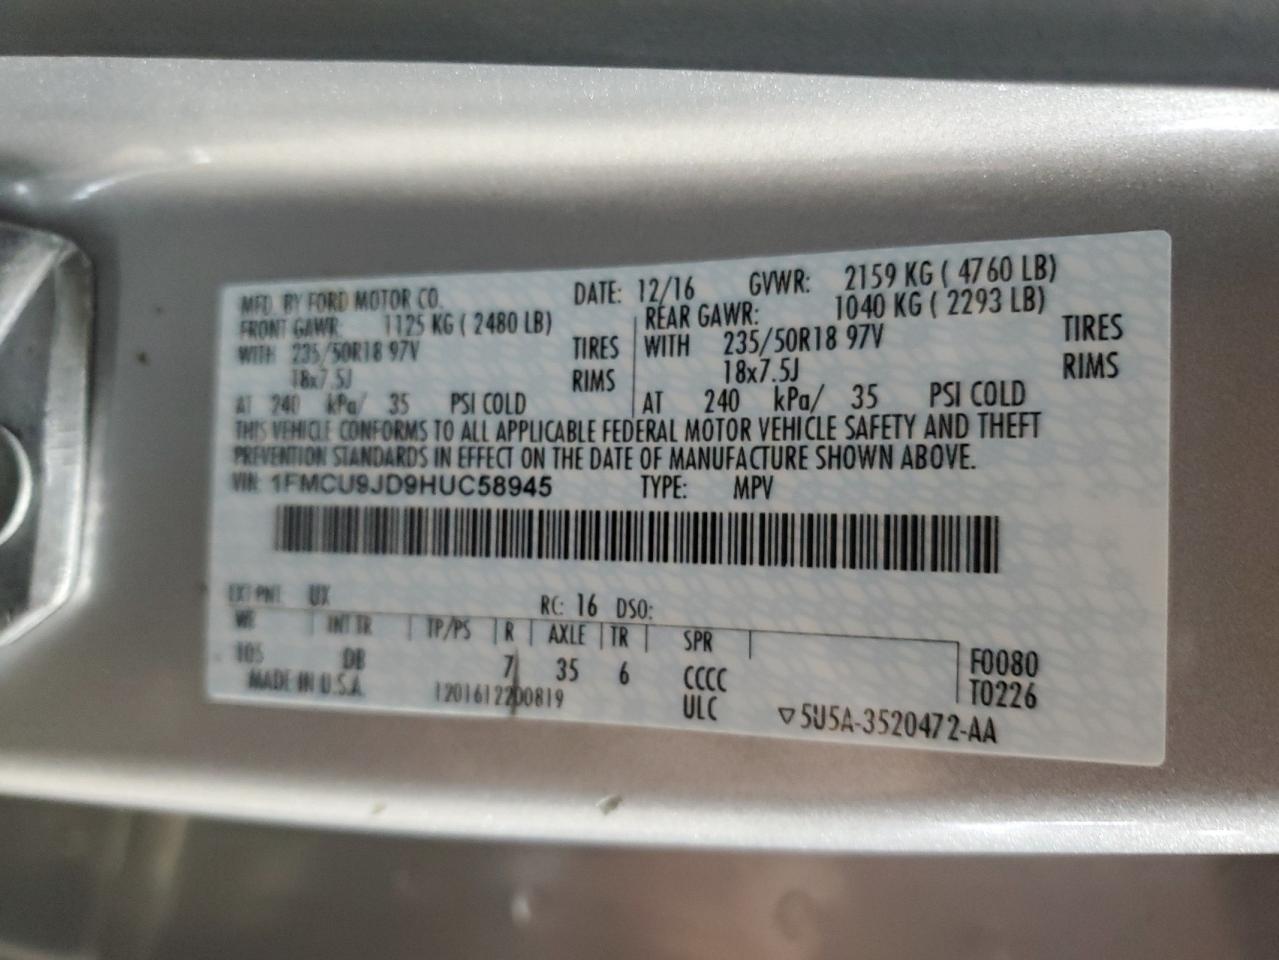 MFD. BY FORD MOTOR CO. DATE: 12/16 GVWR: 2159 KG ( 4760 LB)
FRONT GAWR: 1125 KG ( 2480 LB) REAR GAWR: 1040 KG ( 2293 LB)
WITH 235/50R18 97V TIRES WITH 235/50R18 97V TIRES
18x7.5J RIMS 18x7.5J RIMS
AT 240 kPa/ 35 PSI COLD AT 240 kPa/ 35 PSI COLD
THIS VEHICLE CONFORMS TO ALL APPLICABLE FEDERAL MOTOR VEHICLE SAFETY AND THEFT
PREVENTION STANDARDS IN EFFECT ON THE DATE OF MANUFACTURE SHOWN ABOVE.
VIN: 1FMCU9JD9HUC58945 TYPE: MPV
EXT PNT: UX RC: 16 DSO:
WB INT TR TP/PS R AXLE TR SPR
105 DB 7 35 6 CCCC F0080
MADE IN U.S.A. 1201612200819 ULC T0226
▽5U5A-3520472-AA